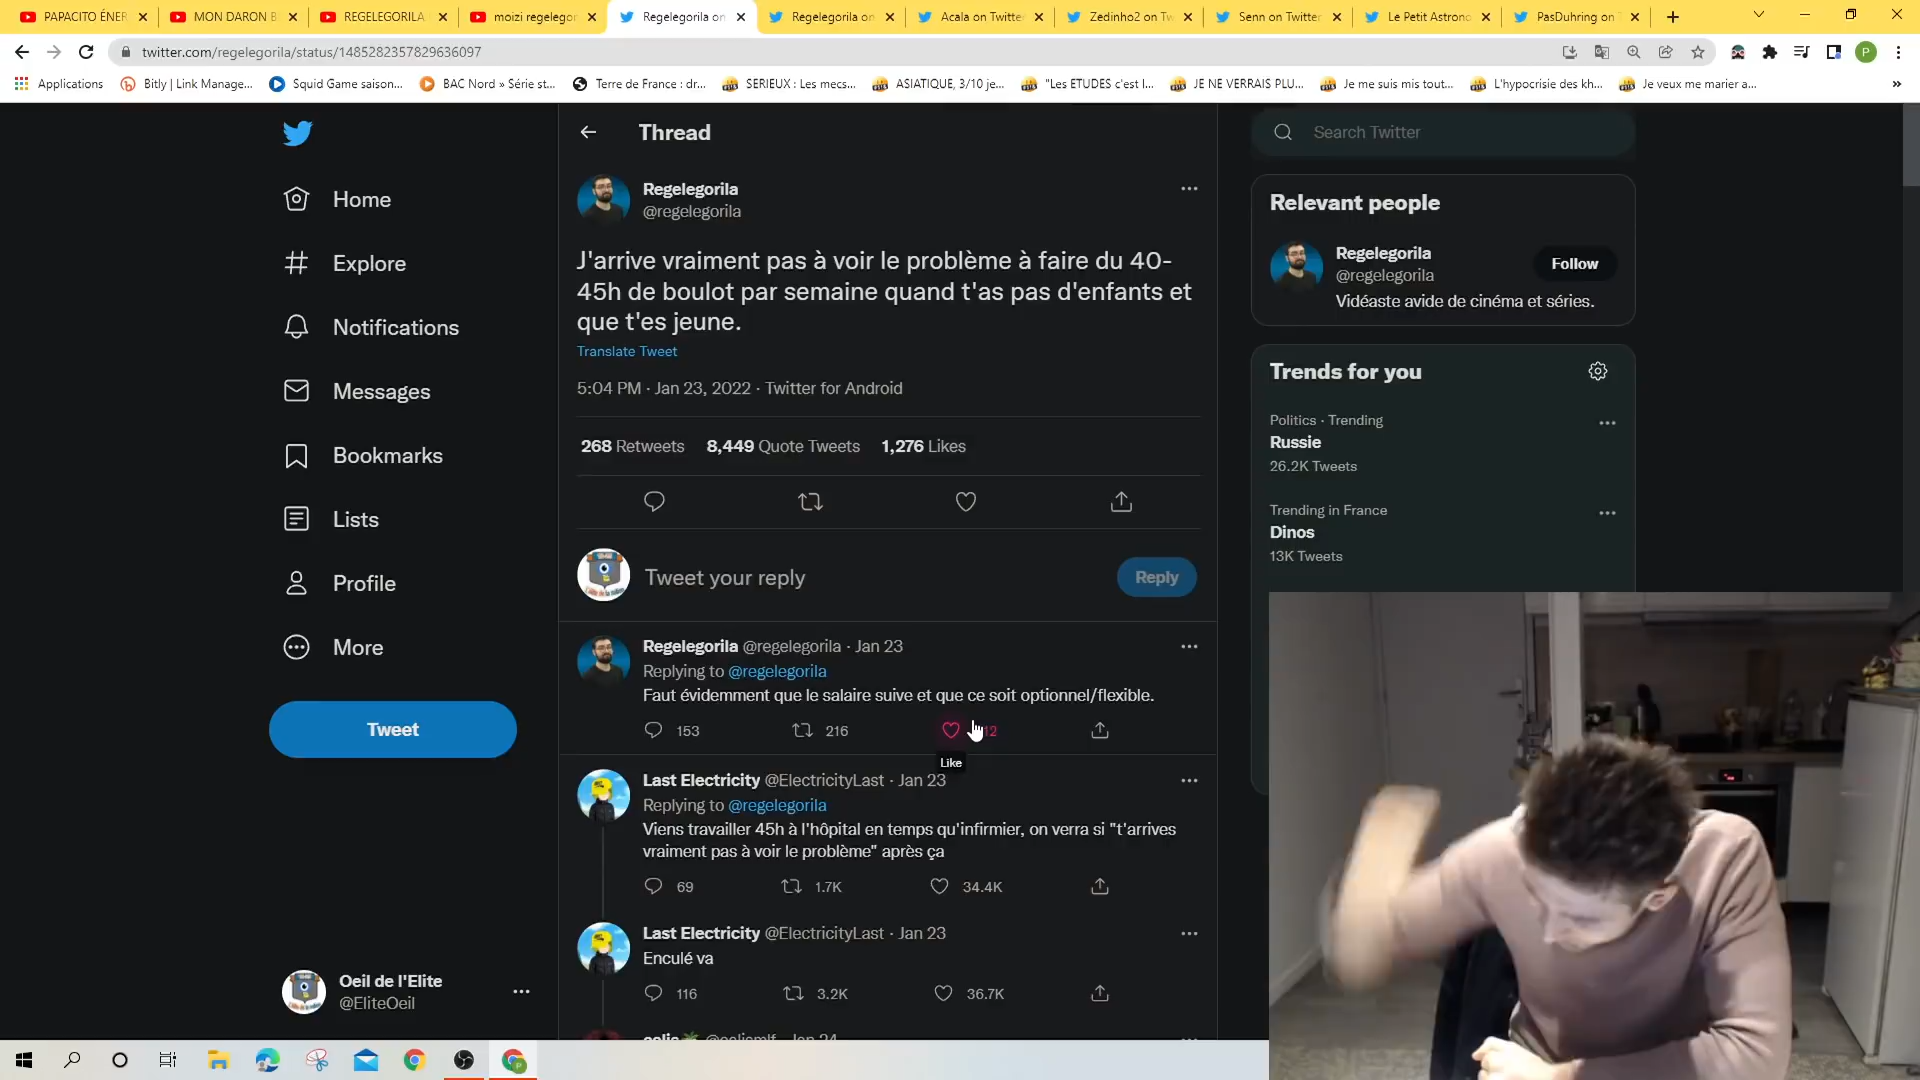 PAPACITO ÉNER
MON DARON B
REGELEGORILA
moizi regelegor
Regelegorila on
Regelegorila on
Acala on Twitte
Zedinho2 on Tw
Senn on Twitter
Le Petit Astrono
PasDuhring on
twitter.com/regelegorila/status/1485282357829636097
P
Applications
Bitly | Link Manage...
Squid Game saison...
BAC Nord » Série st...
Terre de France : dr...
SERIEUX : Les mecs...
ASIATIQUE, 3/10 je...
"Les ETUDES c'est l...
JE NE VERRAIS PLU...
Je me suis mis tout...
L'hypocrisie des kh...
Je veux me marier a...
Home
Explore
Notifications
Messages
Bookmarks
Lists
Profile
More
Tweet
Oeil de l'Elite
@EliteOeil
Thread
Regelegorila
@regelegorila
J'arrive vraiment pas à voir le problème à faire du 40-
45h de boulot par semaine quand t'as pas d'enfants et
que t'es jeune.
Translate Tweet
5:04 PM · Jan 23, 2022 · Twitter for Android
268 Retweets 8,449 Quote Tweets 1,276 Likes
Tweet your reply
Reply
Regelegorila @regelegorila · Jan 23
Replying to @regelegorila
Faut évidemment que le salaire suive et que ce soit optionnel/flexible.
153 216 12
Like
Last Electricity @ElectricityLast · Jan 23
Replying to @regelegorila
Viens travailler 45h à l'hôpital en temps qu'infirmier, on verra si "t'arrives
vraiment pas à voir le problème" après ça
69 1.7K 34.4K
Last Electricity @ElectricityLast · Jan 23
Enculé va
116 3.2K 36.7K
Search Twitter
Relevant people
Regelegorila
@regelegorila
Follow
Vidéaste avide de cinéma et séries.
Trends for you
Politics · Trending
Russie
26.2K Tweets
Trending in France
Dinos
13K Tweets